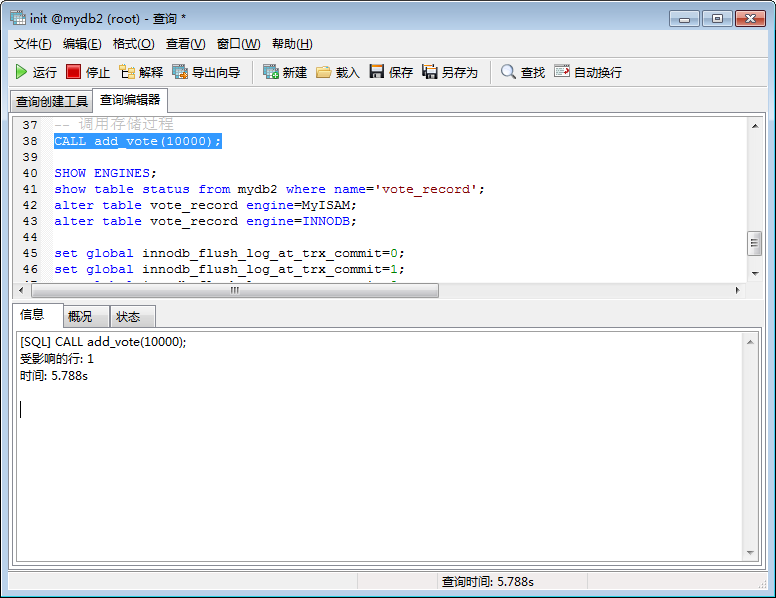 init @mydb2 (root) - 查询 *
文件(F) 编辑(E) 格式(O) 查看(V) 窗口(W) 帮助(H)
运行 停止 解释 导出向导 新建 载入 保存 另存为 查找 自动换行
查询创建工具 查询编辑器
37 -- 调用存储过程
38 CALL add_vote(10000);
39
40 SHOW ENGINES;
41 show table status from mydb2 where name='vote_record';
42 alter table vote_record engine=MyISAM;
43 alter table vote_record engine=INNODB;
44
45 set global innodb_flush_log_at_trx_commit=0;
46 set global innodb_flush_log_at_trx_commit=1;
信息 概况 状态
[SQL] CALL add_vote(10000);
受影响的行: 1
时间: 5.788s
查询时间: 5.788s